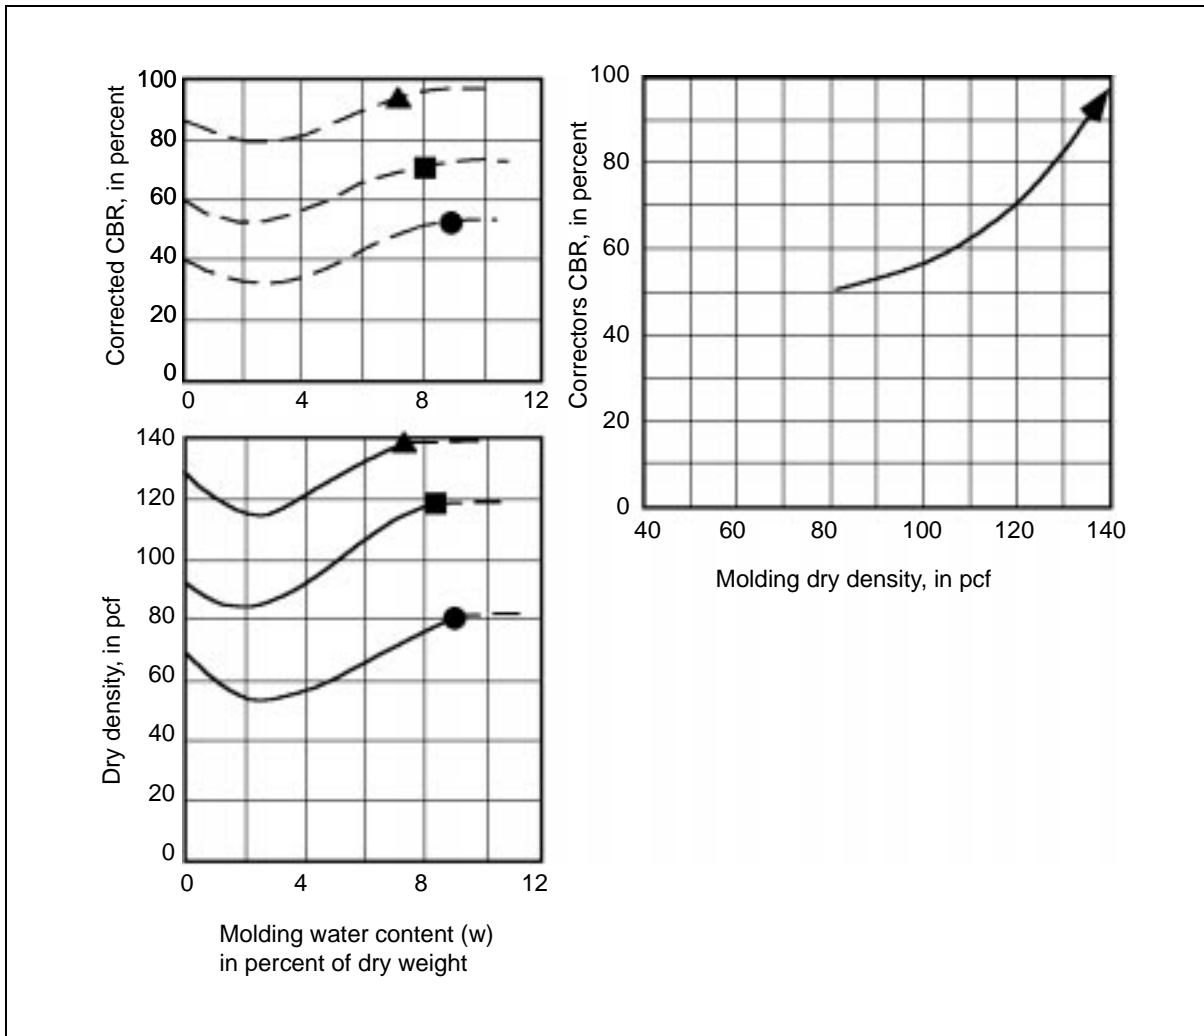 Corrected CBR, in percent
100
80
60
40
20
0
0 4 8 12
Dry density, in pcf
140
120
100
80
60
40
20
0
0 4 8 12
Molding water content (w)
in percent of dry weight
Correctors CBR, in percent
100
80
60
40
20
0
40 60 80 100 120 140
Molding dry density, in pcf